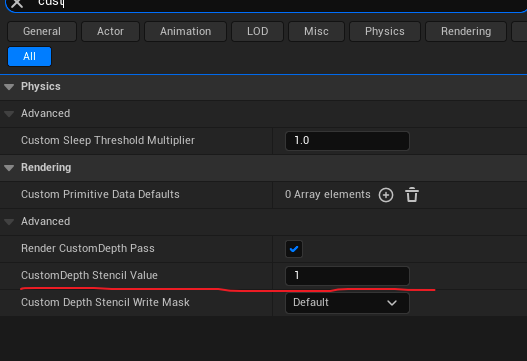 cust
General Actor Animation LOD Misc Physics Rendering
All
Physics
Advanced
Custom Sleep Threshold Multiplier 1.0
Rendering
Custom Primitive Data Defaults 0 Array elements
Advanced
Render CustomDepth Pass
CustomDepth Stencil Value 1
Custom Depth Stencil Write Mask Default